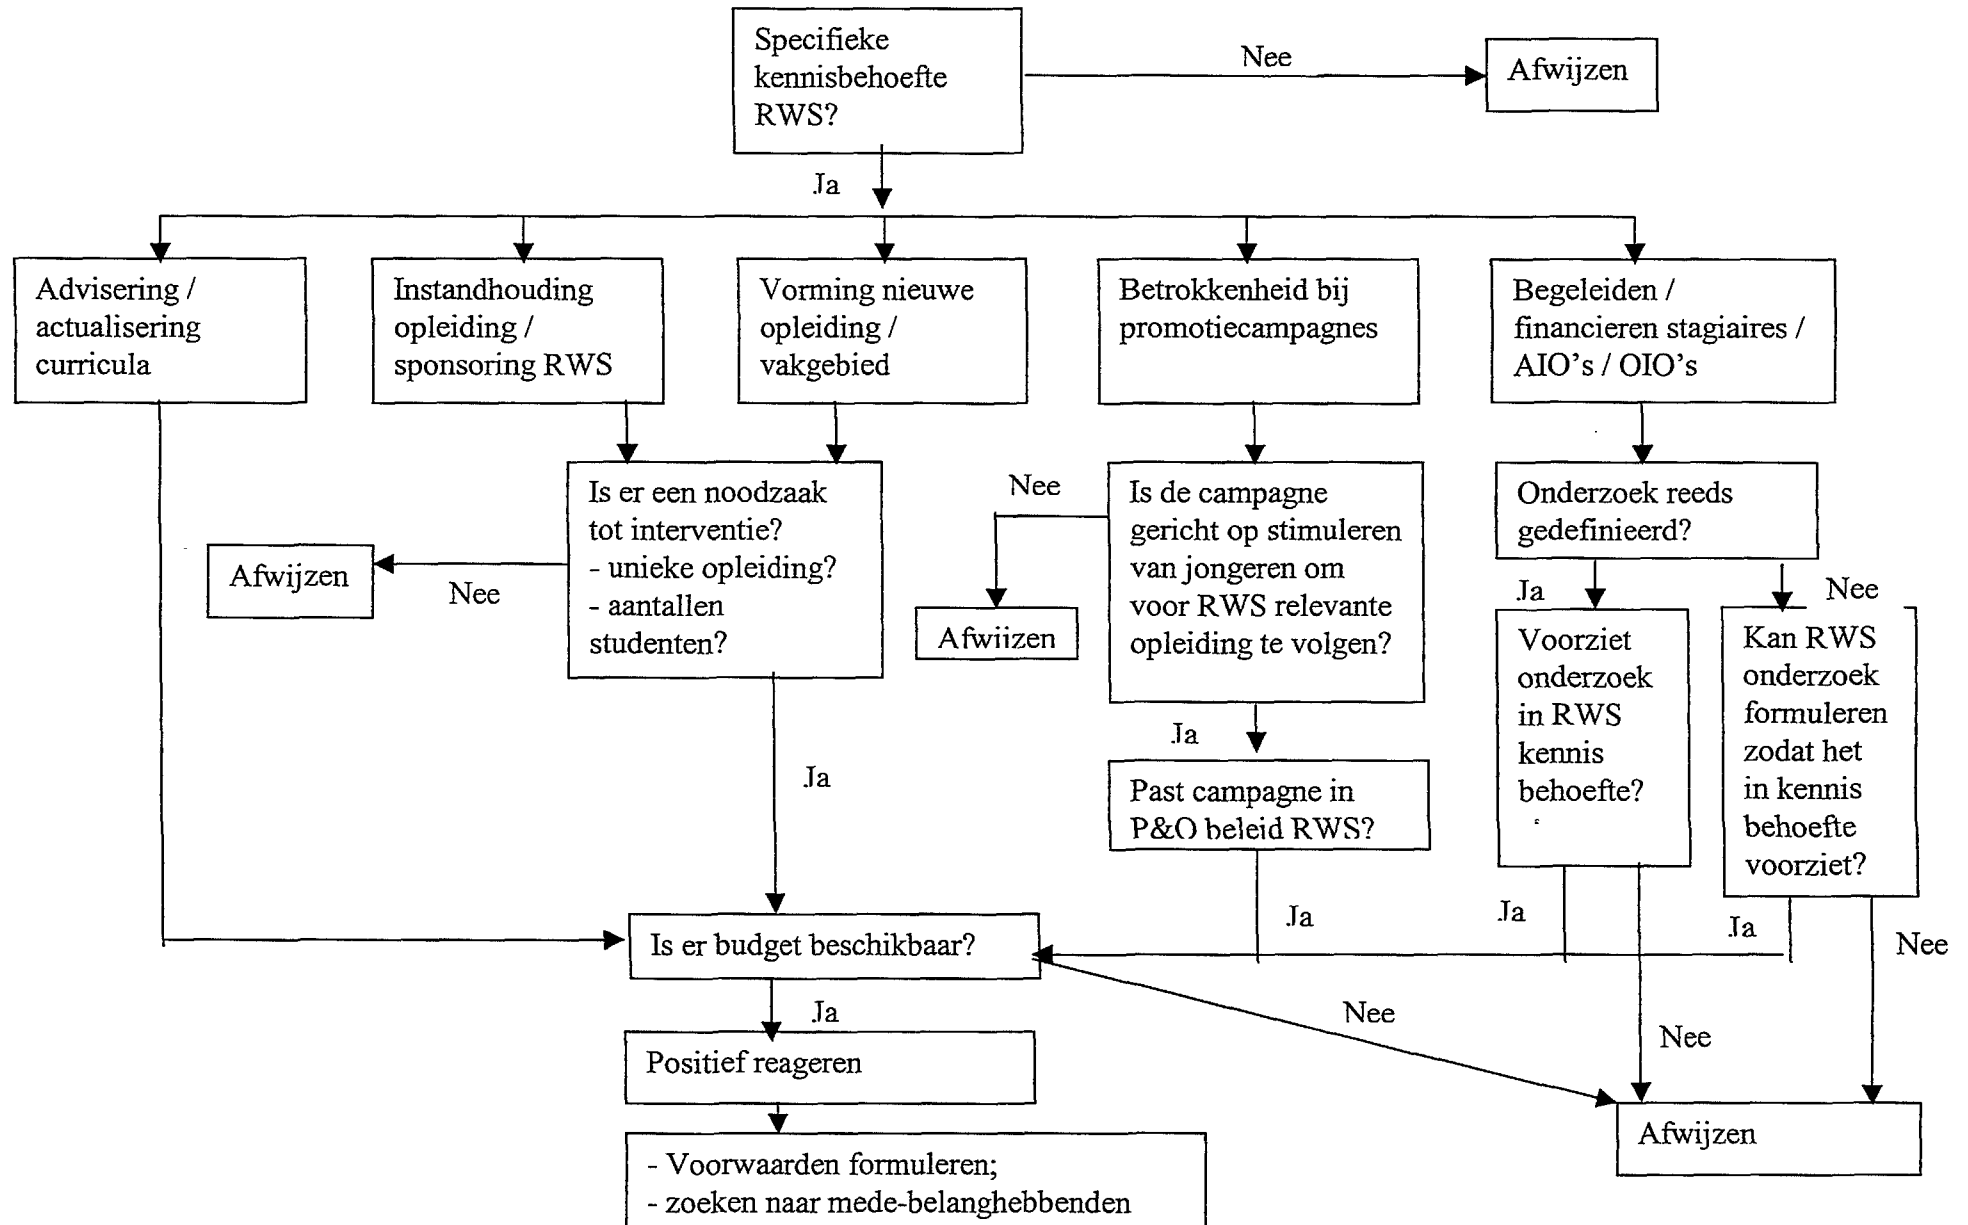 Specifieke
kennisbehoefte
RWS?
Nee
Afwijzen
Ja
Advisering /
actualisering
curricula
Instandhouding
opleiding /
sponsoring RWS
Vorming nieuwe
opleiding /
vakgebied
Betrokkenheid bij
promotiecampagnes
Begeleiden /
financieren stagiaires /
AIO's / OIO's
Is er een noodzaak
tot interventie?
- unieke opleiding?
- aantallen
studenten?
Nee
Afwijzen
Ja
Is de campagne
gericht op stimuleren
van jongeren om
voor RWS relevante
opleiding te volgen?
Nee
Afwijzen
Ja
Past campagne in
P&O beleid RWS?
Ja
Onderzoek reeds
gedefinieerd?
Ja
Nee
Voorziet
onderzoek
in RWS
kennis
behoefte?
Ja
Nee
Kan RWS
onderzoek
formuleren
zodat het
in kennis
behoefte
voorziet?
Ja
Nee
Is er budget beschikbaar?
Ja
Nee
Positief reageren
Afwijzen
- Voorwaarden formuleren;
- zoeken naar mede-belanghebbenden